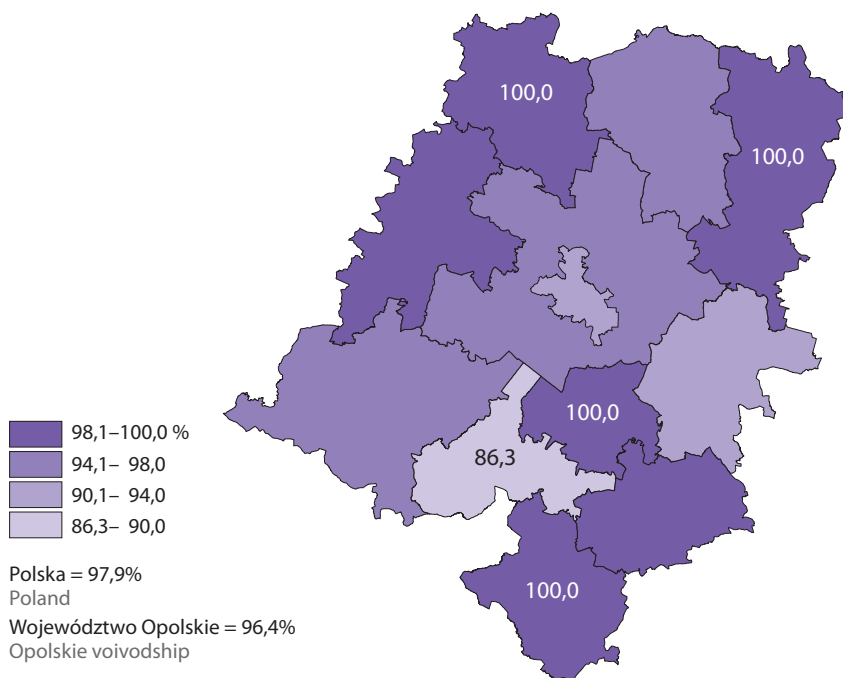 100,0
100,0
100,0
86,3
100,0
98,1–100,0 %
94,1– 98,0
90,1– 94,0
86,3– 90,0
Polska = 97,9%
Poland
Województwo Opolskie = 96,4%
Opolskie voivodship